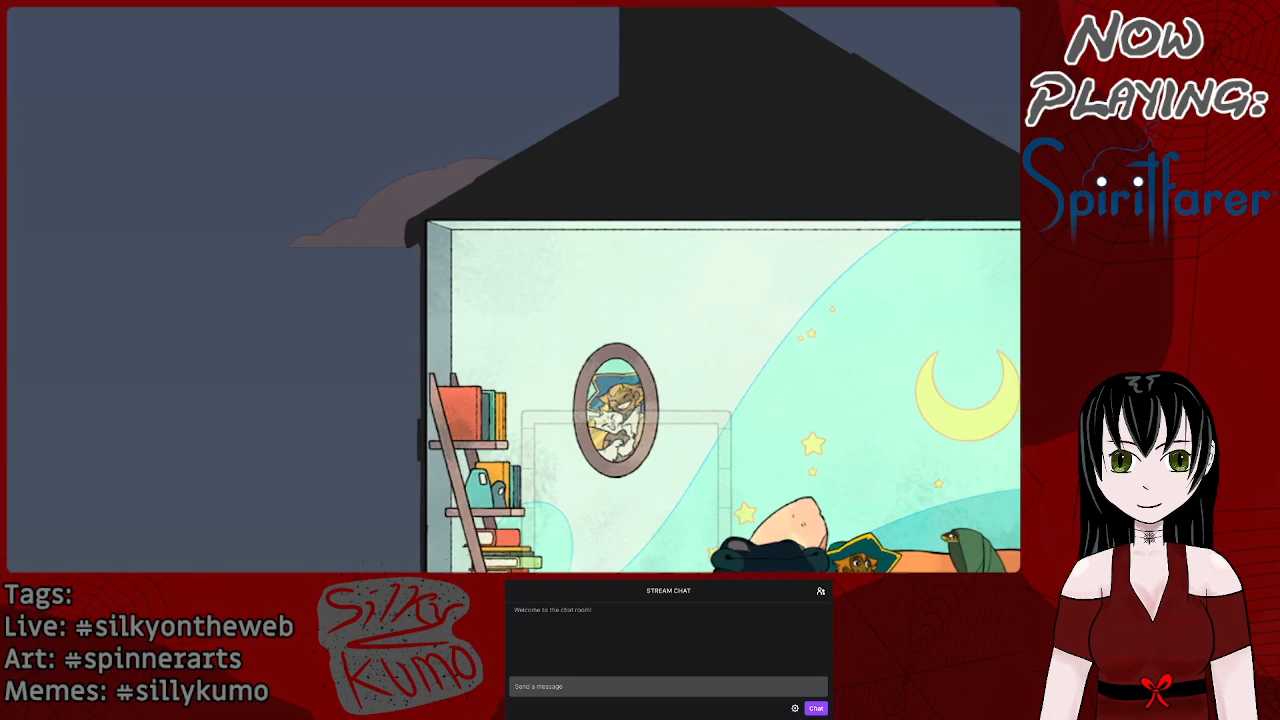 Now
Playing:
Spiritfarer
Tags:
Live: #silkyontheweb
Art: #spinnerarts
Memes: #sillykumo
Silky
Kumo
STREAM CHAT
Welcome to the chat room!
Send a message
Chat